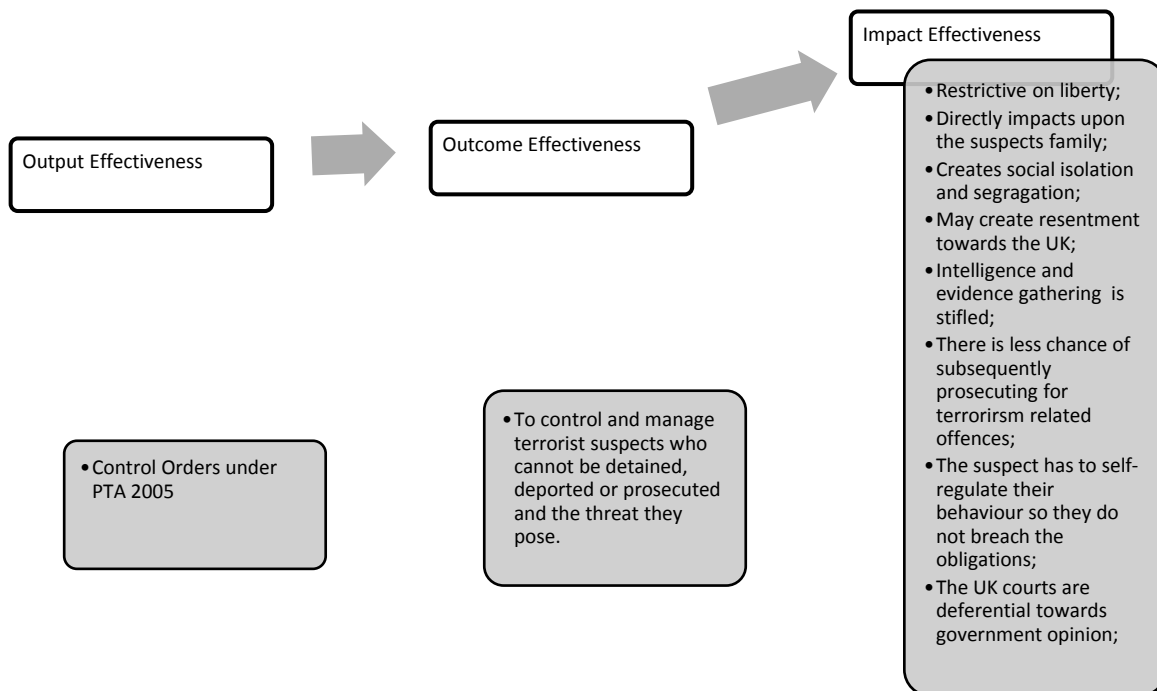 Output Effectiveness
• Control Orders under
PTA 2005
Outcome Effectiveness
• To control and manage
terrorist suspects who
cannot be detained,
deported or prosecuted
and the threat they
pose.
Impact Effectiveness
• Restrictive on liberty;
• Directly impacts upon
the suspects family;
• Creates social isolation
and segragation;
• May create resentment
towards the UK;
• Intelligence and
evidence gathering is
stifled;
• There is less chance of
subsequently
prosecuting for
terrorirsm related
offences;
• The suspect has to self-
regulate their
behaviour so they do
not breach the
obligations;
• The UK courts are
deferential towards
government opinion;